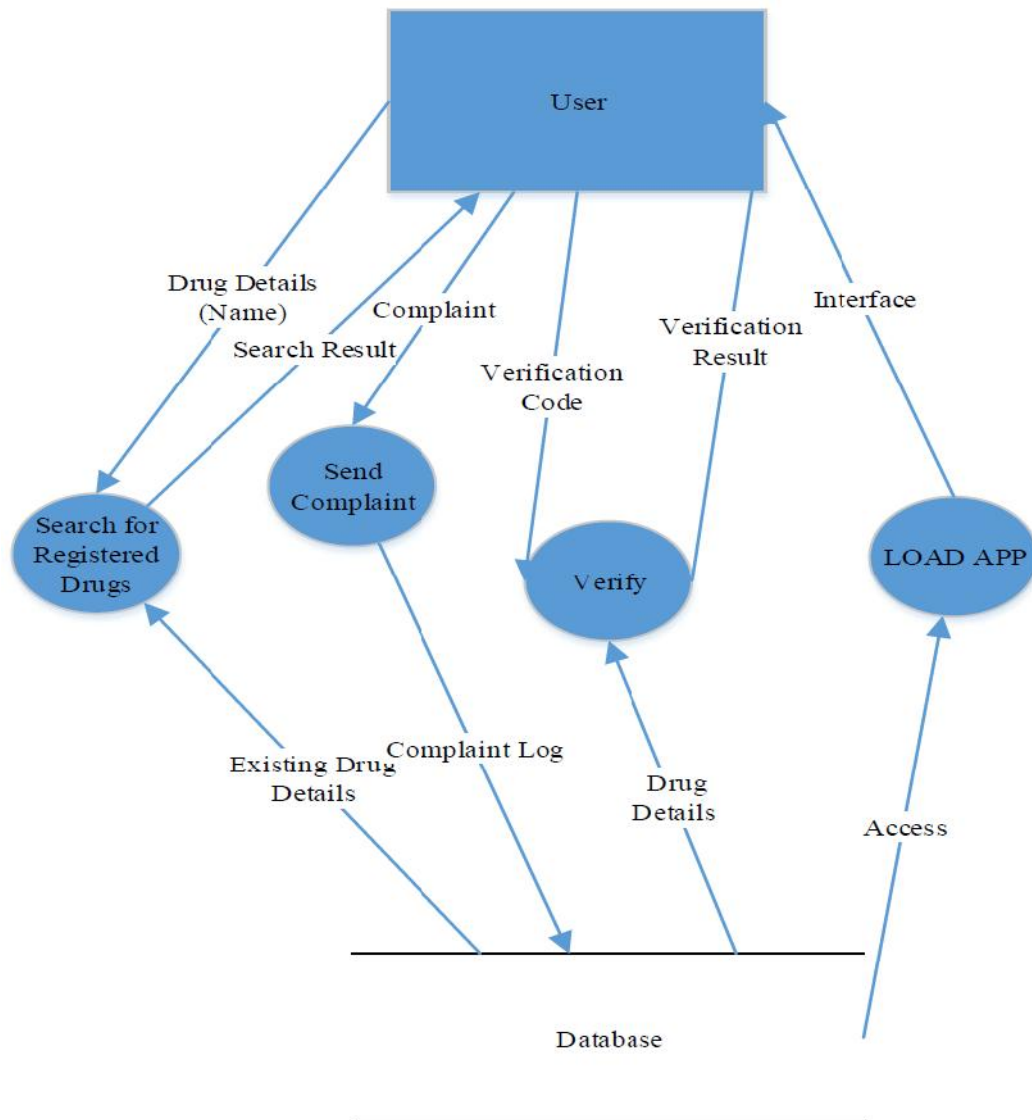 User
Drug Details
(Name)
Search Result
Complaint
Verification
Code
Verification
Result
Interface
Search for
Registered
Drugs
Send
Complaint
Verify
LOAD APP
Existing Drug
Details
Complaint Log
Drug
Details
Access
Database